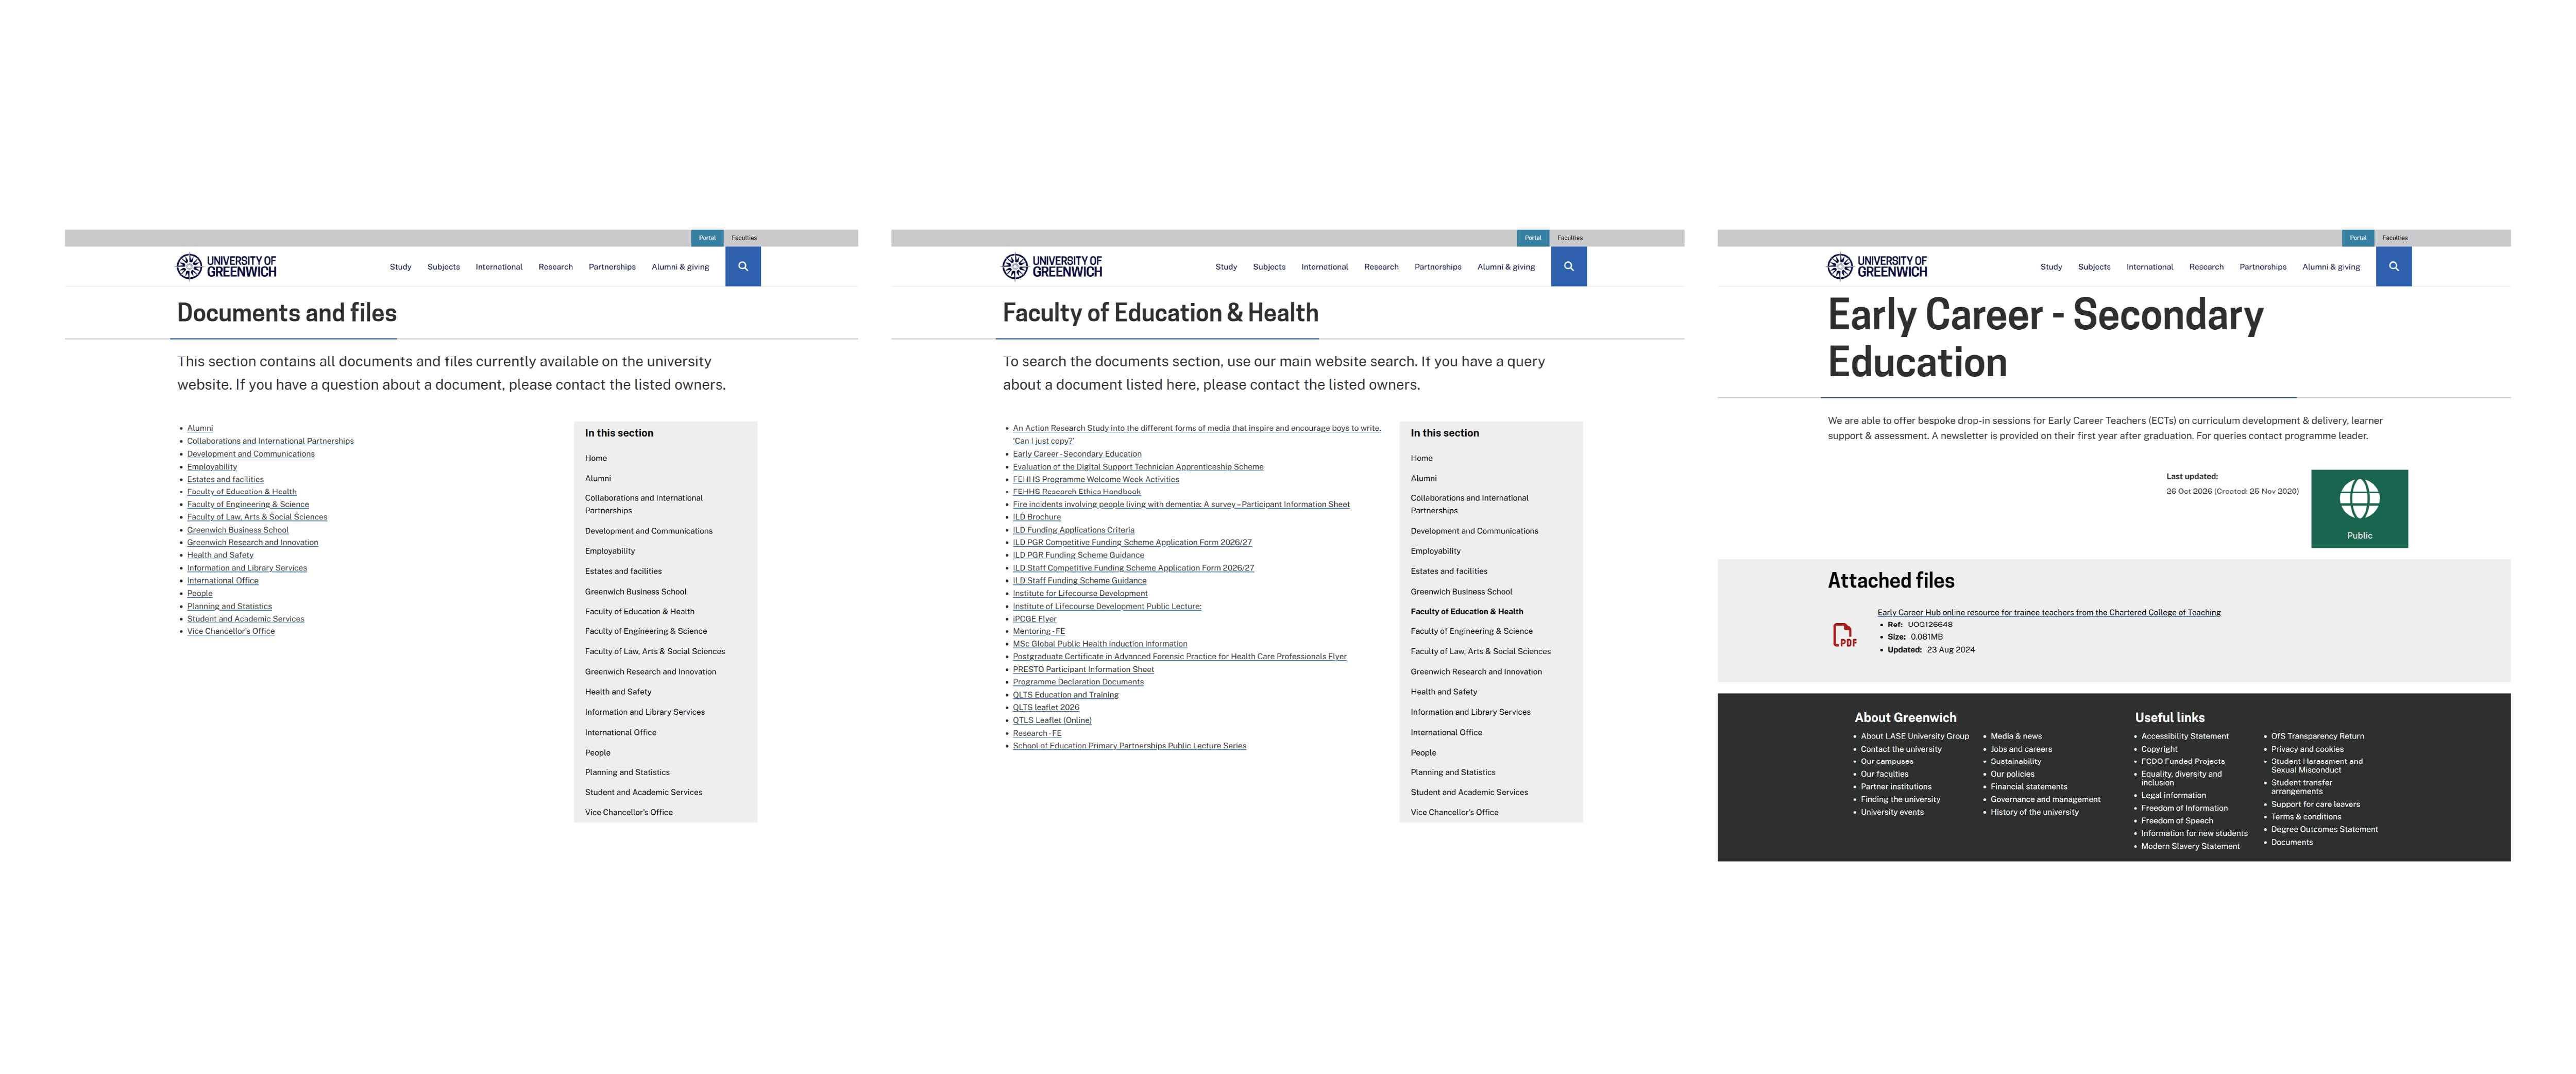 Portal Faculties
UNIVERSITY OF
GREENWICH
Study Subjects International Research Partnerships Alumni & giving
Documents and files
This section contains all documents and files currently available on the university
website. If you have a question about a document, please contact the listed owners.
Alumni
Collaborations and International Partnerships
Development and Communications
Employability
Estates and facilities
Faculty of Education & Health
Faculty of Engineering & Science
Faculty of Law, Arts & Social Sciences
Greenwich Business School
Greenwich Research and Innovation
Health and Safety
Information and Library Services
International Office
People
Planning and Statistics
Student and Academic Services
Vice Chancellor's Office
In this section
Home
Alumni
Collaborations and International
Partnerships
Development and Communications
Employability
Estates and facilities
Greenwich Business School
Faculty of Education & Health
Faculty of Engineering & Science
Faculty of Law, Arts & Social Sciences
Greenwich Research and Innovation
Health and Safety
Information and Library Services
International Office
People
Planning and Statistics
Student and Academic Services
Vice Chancellor's Office
Portal Faculties
UNIVERSITY OF
GREENWICH
Study Subjects International Research Partnerships Alumni & giving
Faculty of Education & Health
To search the documents section, use our main website search. If you have a query
about a document listed here, please contact the listed owners.
An Action Research Study into the different forms of media that inspire and encourage boys to write.
'Can I just copy?'
Early Career - Secondary Education
Evaluation of the Digital Support Technician Apprenticeship Scheme
FEHHS Programme Welcome Week Activities
FEHHS Research Ethics Handbook
Fire incidents involving people living with dementia: A survey – Participant Information Sheet
ILD Brochure
ILD Funding Applications Criteria
ILD PGR Competitive Funding Scheme Application Form 2026/27
ILD PGR Funding Scheme Guidance
ILD Staff Competitive Funding Scheme Application Form 2026/27
ILD Staff Funding Scheme Guidance
Institute for Lifecourse Development
Institute of Lifecourse Development Public Lecture:
iPCGE Flyer
Mentoring - FE
MSc Global Public Health Induction information
Postgraduate Certificate in Advanced Forensic Practice for Health Care Professionals Flyer
PRESTO Participant Information Sheet
Programme Declaration Documents
QLTS Education and Training
QLTS leaflet 2026
QTLS Leaflet (Online)
Research - FE
School of Education Primary Partnerships Public Lecture Series
In this section
Home
Alumni
Collaborations and International
Partnerships
Development and Communications
Employability
Estates and facilities
Greenwich Business School
Faculty of Education & Health
Faculty of Engineering & Science
Faculty of Law, Arts & Social Sciences
Greenwich Research and Innovation
Health and Safety
Information and Library Services
International Office
People
Planning and Statistics
Student and Academic Services
Vice Chancellor's Office
Portal Faculties
UNIVERSITY OF
GREENWICH
Study Subjects International Research Partnerships Alumni & giving
Early Career - Secondary
Education
We are able to offer bespoke drop-in sessions for Early Career Teachers (ECTs) on curriculum development & delivery, learner
support & assessment. A newsletter is provided on their first year after graduation. For queries contact programme leader.
Last updated:
26 Oct 2026 (Created: 25 Nov 2020)
Public
Attached files
PDF
Early Career Hub online resource for trainee teachers from the Chartered College of Teaching
Ref: UOG126648
Size: 0.081MB
Updated: 23 Aug 2024
About Greenwich
About LASE University Group
Contact the university
Our campuses
Our faculties
Partner institutions
Finding the university
University events
Media & news
Jobs and careers
Sustainability
Our policies
Financial statements
Governance and management
History of the university
Useful links
Accessibility Statement
Copyright
FCDO Funded Projects
Equality, diversity and
inclusion
Legal information
Freedom of Information
Freedom of Speech
Information for new students
Modern Slavery Statement
OfS Transparency Return
Privacy and cookies
Student Harassment and
Sexual Misconduct
Student transfer
arrangements
Support for care leavers
Terms & conditions
Degree Outcomes Statement
Documents